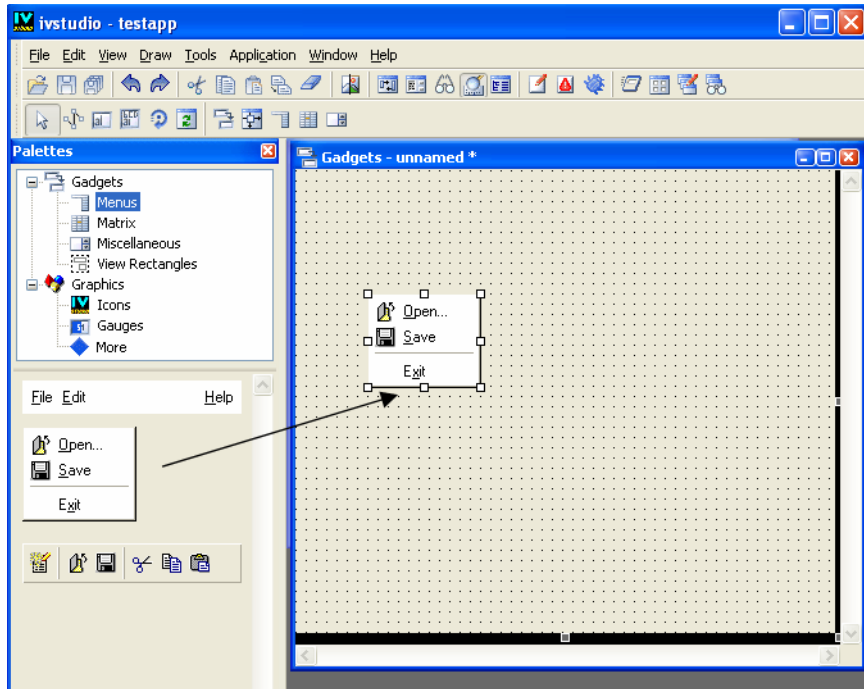 ivstudio - testapp
File Edit View Draw Tools Application Window Help
Palettes
Gadgets
Menus
Matrix
Miscellaneous
View Rectangles
Graphics
Icons
Gauges
More
File Edit Help
Open...
Save
Exit
Gadgets - unnamed *
Open...
Save
Exit